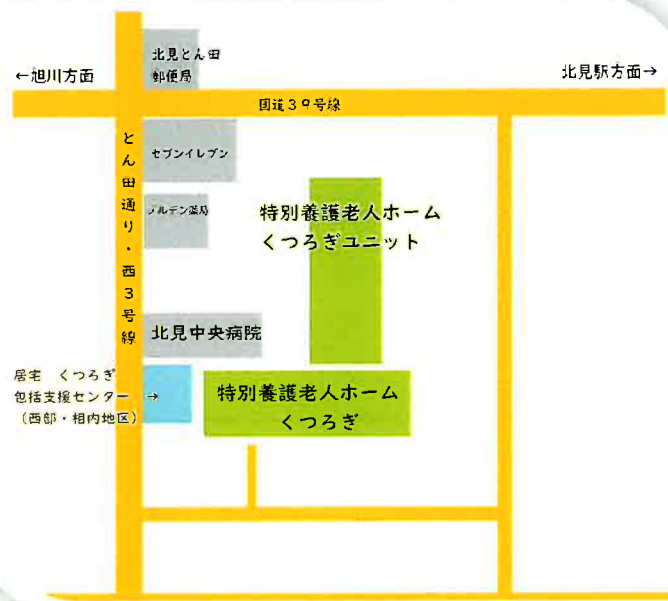 北見とん田
郵便局
←旭川方面
北見駅方面→
国道39号線
とん田通り・西3号線
セブンイレブン
ノルデン薬局
特別養護老人ホーム
くつろぎユニット
北見中央病院
居宅 くつろぎ
包括支援センター →
(西部・相内地区)
特別養護老人ホーム
くつろぎ